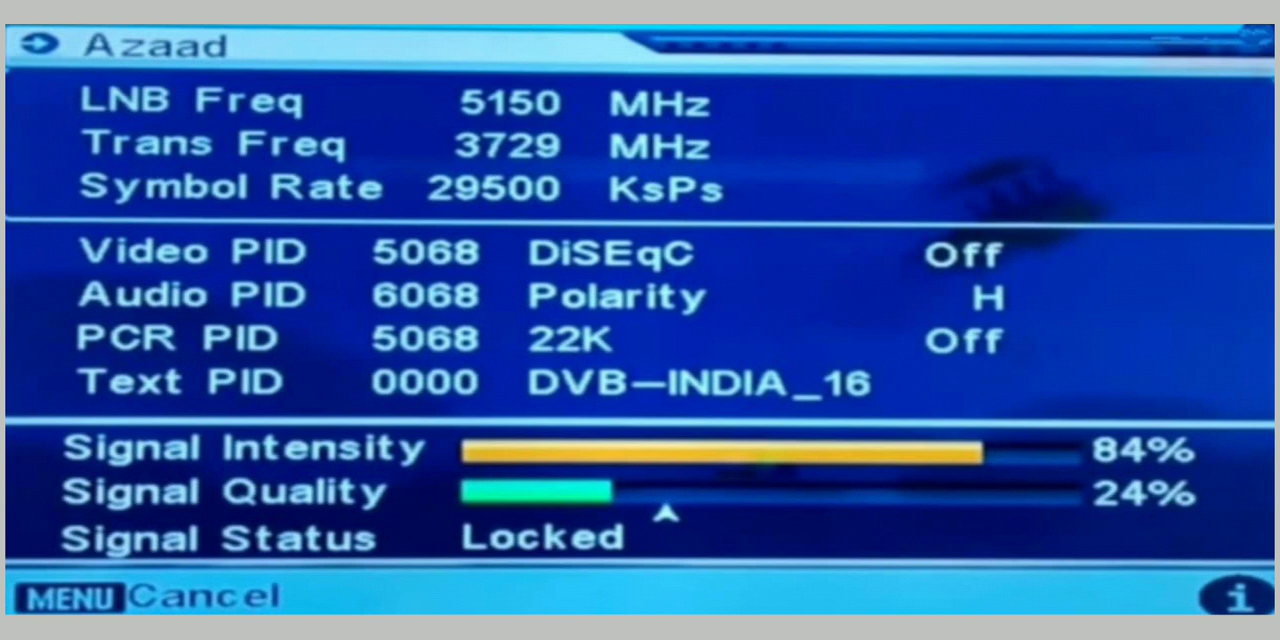 Azaad
LNB Freq 5150 MHz
Trans Freq 3729 MHz
Symbol Rate 29500 KsPs
Video PID 5068 DiSEqC Off
Audio PID 6068 Polarity H
PCR PID 5068 22K Off
Text PID 0000 DVB-INDIA_16
Signal Intensity 84%
Signal Quality 24%
Signal Status Locked
MENU Cancel i